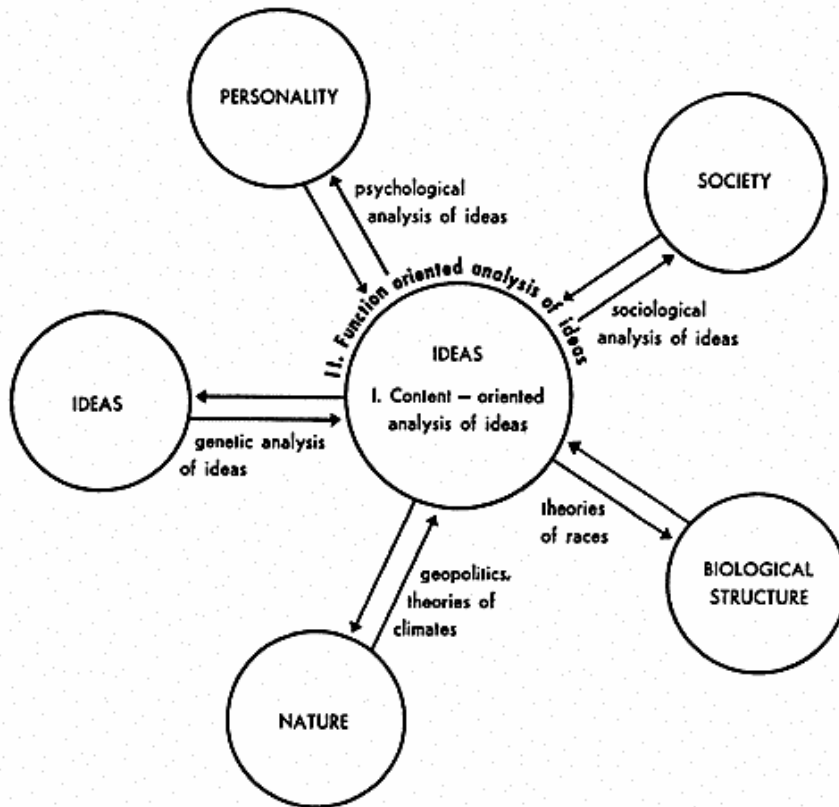 PERSONALITY
SOCIETY
psychological
analysis of ideas
II. Function oriented analysis of ideas
sociological
analysis of ideas
IDEAS
I. Content – oriented
analysis of ideas
IDEAS
genetic analysis
of ideas
theories
of races
BIOLOGICAL
STRUCTURE
geopolitics,
theories of
climates
NATURE